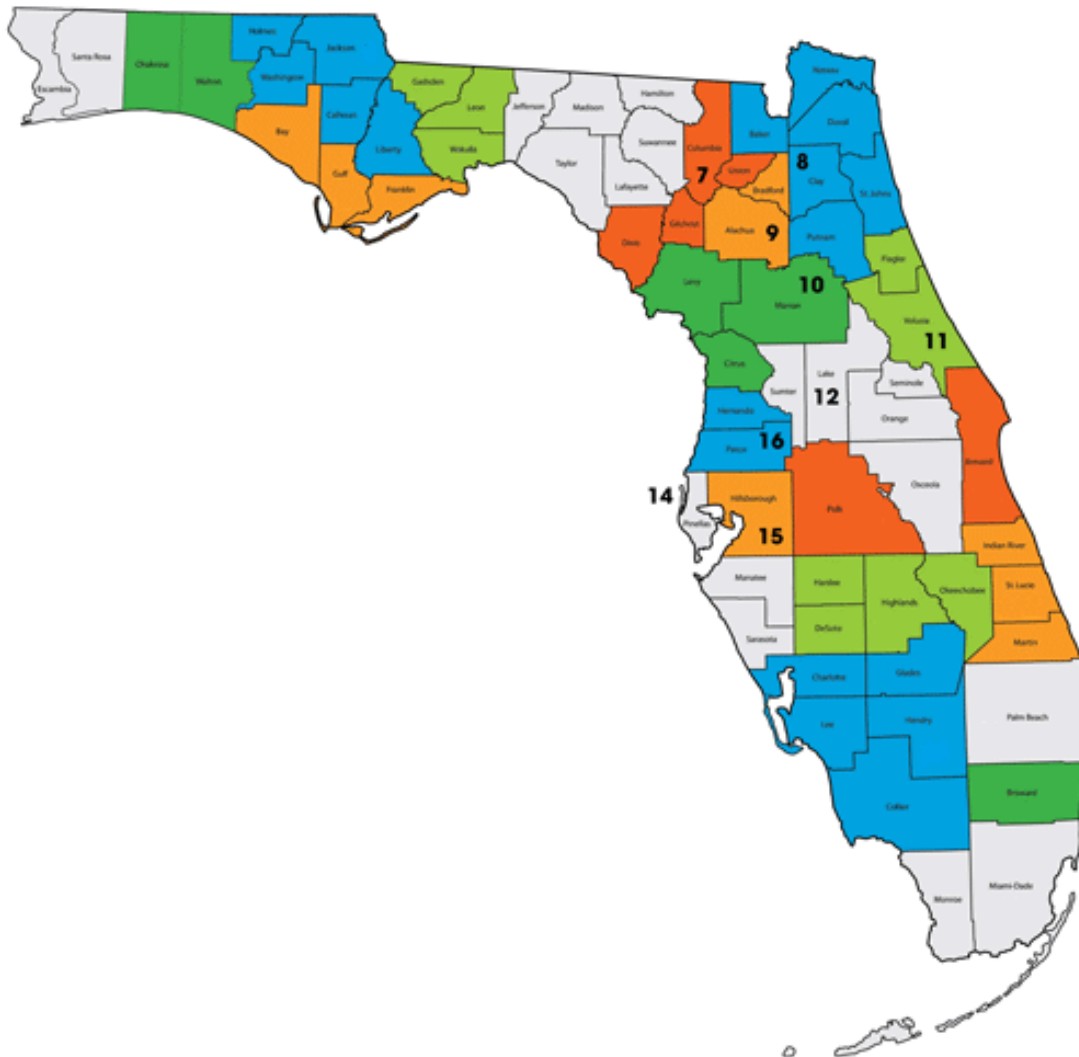 Escambia
Santa Rosa
Okaloosa
Walton
Holmes
Jackson
Washington
Bay
Calhoun
Gulf
Liberty
Franklin
Gadsden
Leon
Wakulla
Jefferson
Madison
Taylor
Hamilton
Suwannee
Lafayette
Columbia
7
Dixie
Gilchrist
Union
Bradford
Alachua
9
Baker
Nassau
Duval
8
Clay
St. Johns
Putnam
Flagler
Levy
Marion
10
Volusia
11
Citrus
Sumter
Lake
12
Seminole
Orange
Hernando
Pasco
16
14
Pinellas
Hillsborough
15
Polk
Osceola
Brevard
Indian River
Manatee
Hardee
Highlands
Okeechobee
St. Lucie
Sarasota
DeSoto
Martin
Charlotte
Glades
Lee
Hendry
Palm Beach
Collier
Broward
Monroe
Miami-Dade